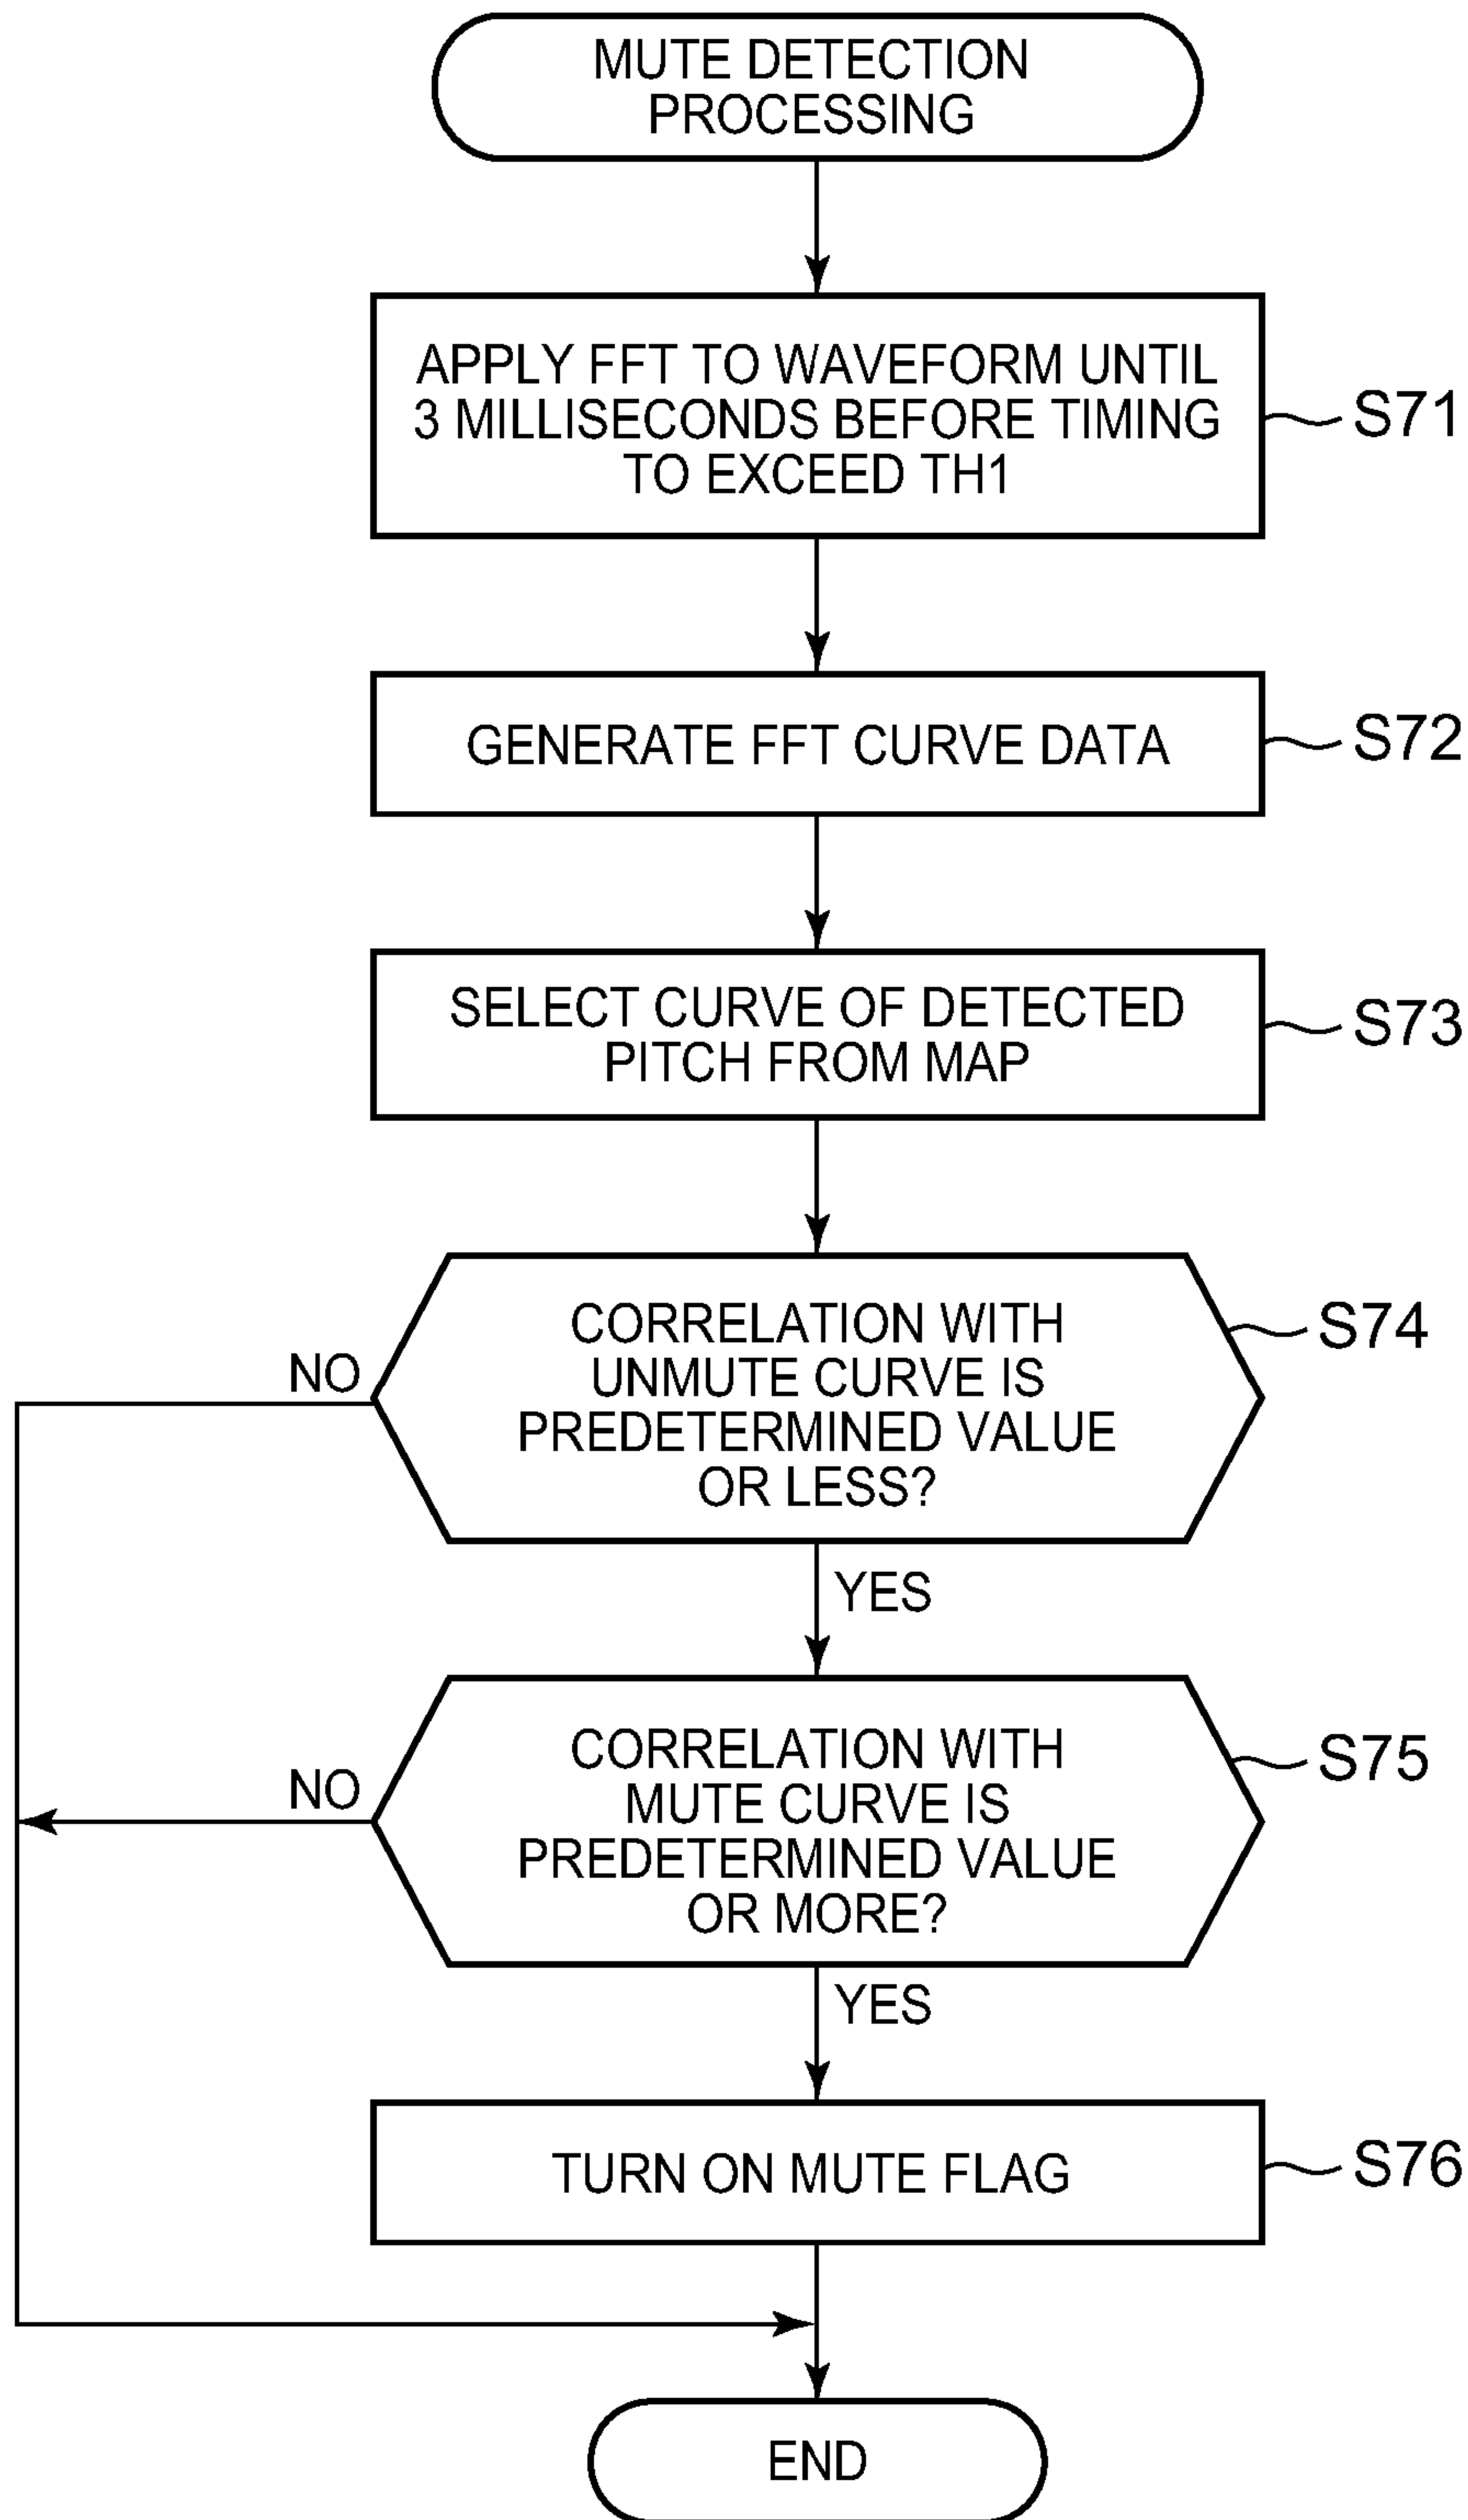 MUTE DETECTION
PROCESSING
APPLY FFT TO WAVEFORM UNTIL
3 MILLISECONDS BEFORE TIMING
TO EXCEED TH1
S71
GENERATE FFT CURVE DATA
S72
SELECT CURVE OF DETECTED
PITCH FROM MAP
S73
CORRELATION WITH
UNMUTE CURVE IS
PREDETERMINED VALUE
OR LESS?
S74
NO
YES
CORRELATION WITH
MUTE CURVE IS
PREDETERMINED VALUE
OR MORE?
S75
NO
YES
TURN ON MUTE FLAG
S76
END